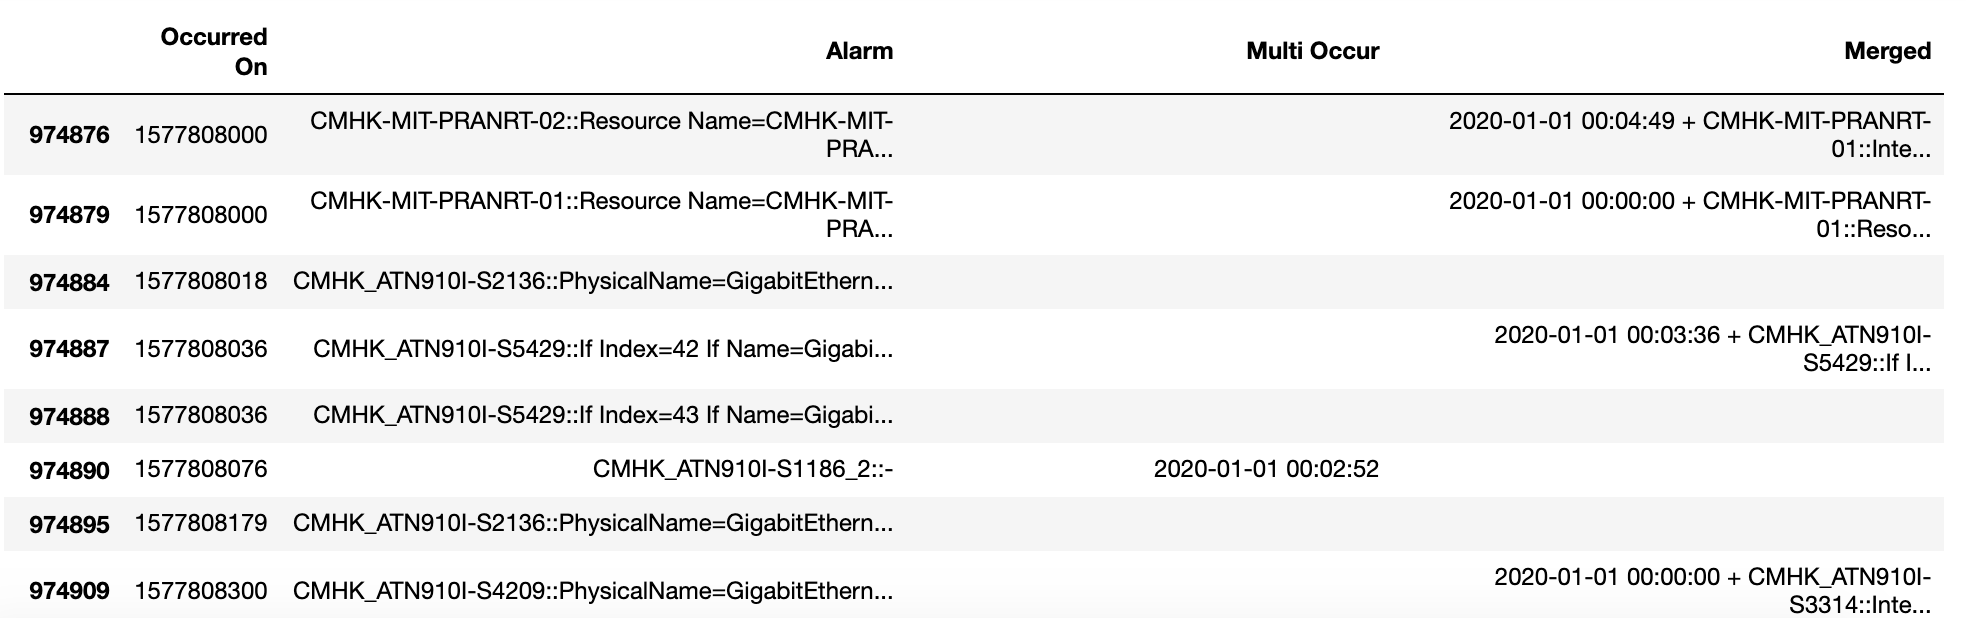 Occurred On Alarm Multi Occur Merged
974876 1577808000 CMHK-MIT-PRANRT-02::Resource Name=CMHK-MIT-PRA... 2020-01-01 00:04:49 + CMHK-MIT-PRANRT-01::Inte...
974879 1577808000 CMHK-MIT-PRANRT-01::Resource Name=CMHK-MIT-PRA... 2020-01-01 00:00:00 + CMHK-MIT-PRANRT-01::Reso...
974884 1577808018 CMHK_ATN910I-S2136::PhysicalName=GigabitEthern...
974887 1577808036 CMHK_ATN910I-S5429::If Index=42 If Name=Gigabi... 2020-01-01 00:03:36 + CMHK_ATN910I-S5429::If I...
974888 1577808036 CMHK_ATN910I-S5429::If Index=43 If Name=Gigabi...
974890 1577808076 CMHK_ATN910I-S1186_2::- 2020-01-01 00:02:52
974895 1577808179 CMHK_ATN910I-S2136::PhysicalName=GigabitEthern...
974909 1577808300 CMHK_ATN910I-S4209::PhysicalName=GigabitEthern... 2020-01-01 00:00:00 + CMHK_ATN910I-S3314::Inte...